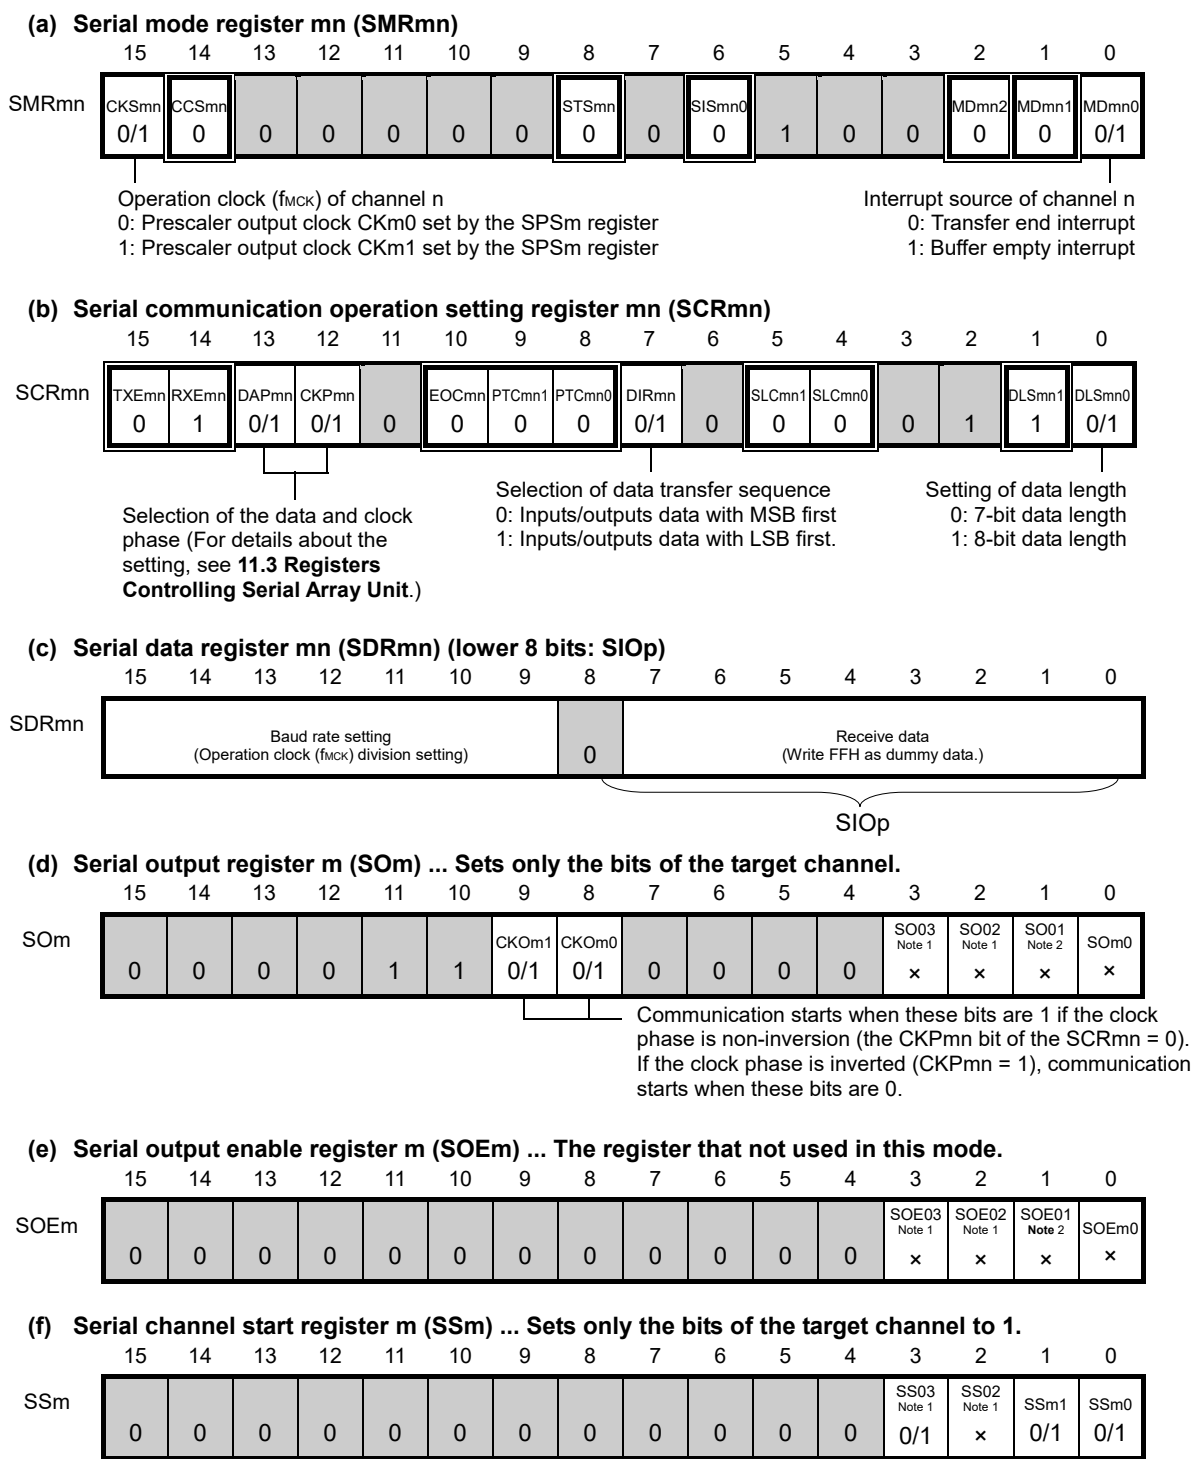 (a) Serial mode register mn (SMRmn)
15 14 13 12 11 10 9 8 7 6 5 4 3 2 1 0
SMRmn
CKSmn CCSmn STSmn SISmn0 MDmn2 MDmn1 MDmn0
0/1 0 0 0 0 0 0 0 0 0 1 0 0 0 0 0/1
Operation clock (fMCK) of channel n
0: Prescaler output clock CKm0 set by the SPSm register
1: Prescaler output clock CKm1 set by the SPSm register
Interrupt source of channel n
0: Transfer end interrupt
1: Buffer empty interrupt
(b) Serial communication operation setting register mn (SCRmn)
15 14 13 12 11 10 9 8 7 6 5 4 3 2 1 0
SCRmn
TXEmn RXEmn DAPmn CKPmn EOCmn PTCmn1 PTCmn0 DIRmn SLCmn1 SLCmn0 DLSmn1 DLSmn0
0 1 0/1 0/1 0 0 0 0 0/1 0 0 0 0 1 1 0/1
Selection of the data and clock
phase (For details about the
setting, see 11.3 Registers
Controlling Serial Array Unit.)
Selection of data transfer sequence
0: Inputs/outputs data with MSB first
1: Inputs/outputs data with LSB first.
Setting of data length
0: 7-bit data length
1: 8-bit data length
(c) Serial data register mn (SDRmn) (lower 8 bits: SIOp)
15 14 13 12 11 10 9 8 7 6 5 4 3 2 1 0
SDRmn
Baud rate setting
(Operation clock (fMCK) division setting)
0
Receive data
(Write FFH as dummy data.)
SIOp
(d) Serial output register m (SOm) ... Sets only the bits of the target channel.
15 14 13 12 11 10 9 8 7 6 5 4 3 2 1 0
SOm
CKOm1 CKOm0 SO03 SO02 SO01 SOm0
Note 1 Note 1 Note 2
0 0 0 0 1 1 0/1 0/1 0 0 0 0 × × × ×
Communication starts when these bits are 1 if the clock
phase is non-inversion (the CKPmn bit of the SCRmn = 0).
If the clock phase is inverted (CKPmn = 1), communication
starts when these bits are 0.
(e) Serial output enable register m (SOEm) ... The register that not used in this mode.
15 14 13 12 11 10 9 8 7 6 5 4 3 2 1 0
SOEm
SOE03 SOE02 SOE01 SOEm0
Note 1 Note 1 Note 2
0 0 0 0 0 0 0 0 0 0 0 0 × × × ×
(f) Serial channel start register m (SSm) ... Sets only the bits of the target channel to 1.
15 14 13 12 11 10 9 8 7 6 5 4 3 2 1 0
SSm
SS03 SS02 SSm1 SSm0
Note 1 Note 1
0 0 0 0 0 0 0 0 0 0 0 0 0/1 × 0/1 0/1